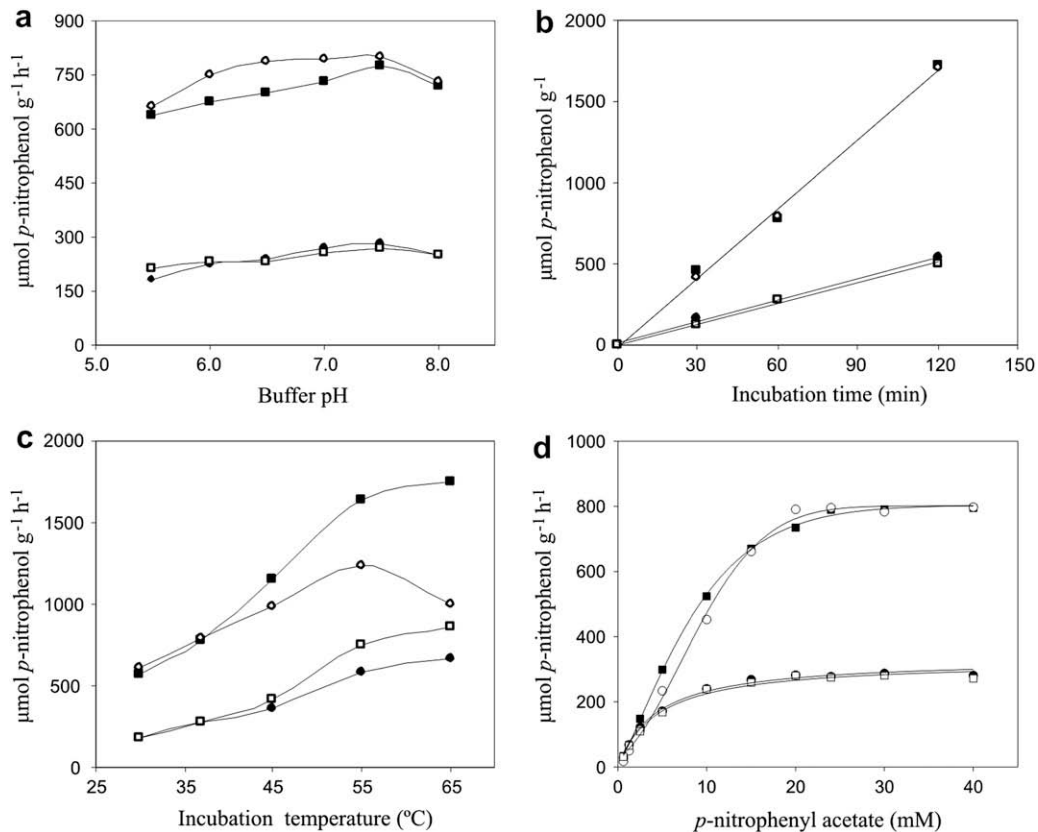 a
900
750
600
450
300
150
0
5.0 6.0 7.0 8.0
Buffer pH
µmol p-nitrophenol g⁻¹ h⁻¹
b
2000
1500
1000
500
0
0 30 60 90 120 150
Incubation time (min)
µmol p-nitrophenol g⁻¹
c
2000
1500
1000
500
0
25 35 45 55 65
Incubation temperature (ºC)
µmol p-nitrophenol g⁻¹ h⁻¹
d
1000
800
600
400
200
0
0 10 20 30 40
p-nitrophenyl acetate (mM)
µmol p-nitrophenol g⁻¹ h⁻¹